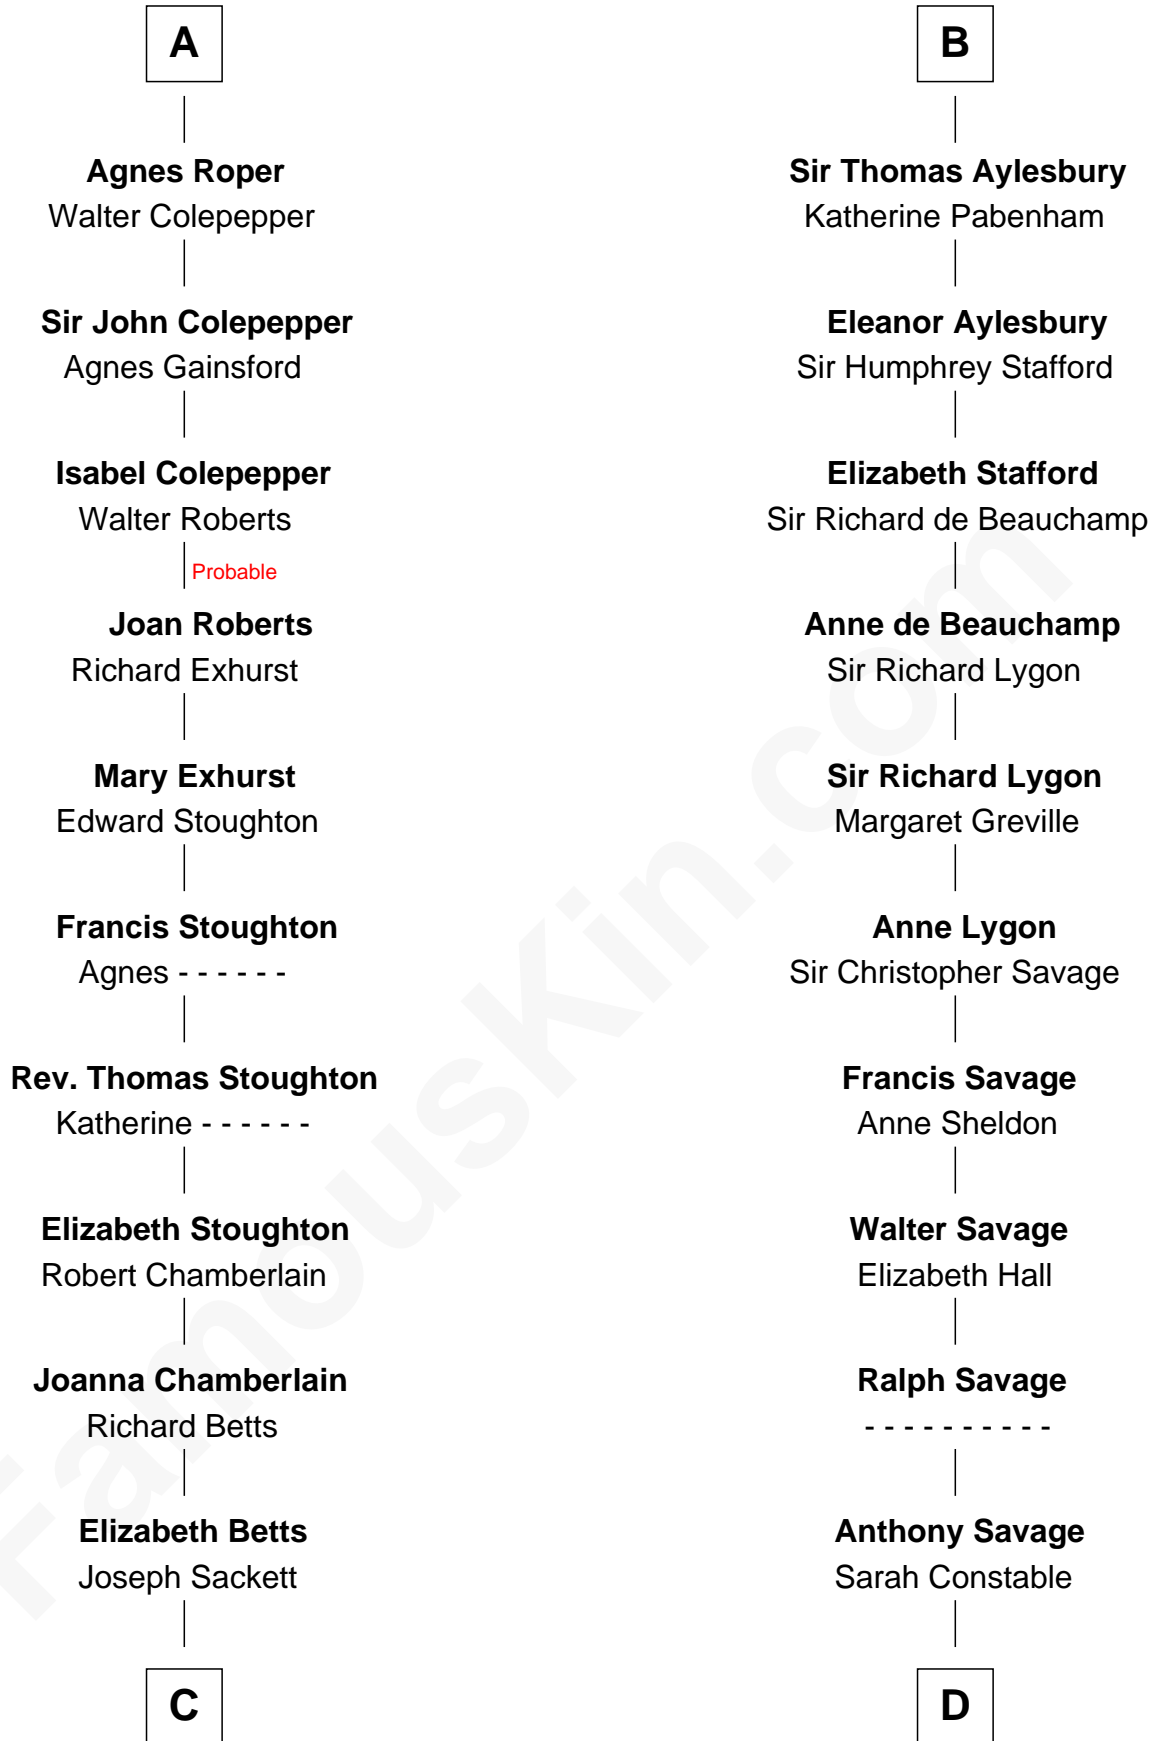 A
Agnes Roper
Walter Colepepper
Sir John Colepepper
Agnes Gainsford
Isabel Colepepper
Walter Roberts
Probable
Joan Roberts
Richard Exhurst
Mary Exhurst
Edward Stoughton
Francis Stoughton
Agnes - - - - - -
Rev. Thomas Stoughton
Katherine - - - - - -
Elizabeth Stoughton
Robert Chamberlain
Joanna Chamberlain
Richard Betts
Elizabeth Betts
Joseph Sackett
C
B
Sir Thomas Aylesbury
Katherine Pabenham
Eleanor Aylesbury
Sir Humphrey Stafford
Elizabeth Stafford
Sir Richard de Beauchamp
Anne de Beauchamp
Sir Richard Lygon
Sir Richard Lygon
Margaret Greville
Anne Lygon
Sir Christopher Savage
Francis Savage
Anne Sheldon
Walter Savage
Elizabeth Hall
Ralph Savage
- - - - - - - - - -
Anthony Savage
Sarah Constable
D
FamousKin.com